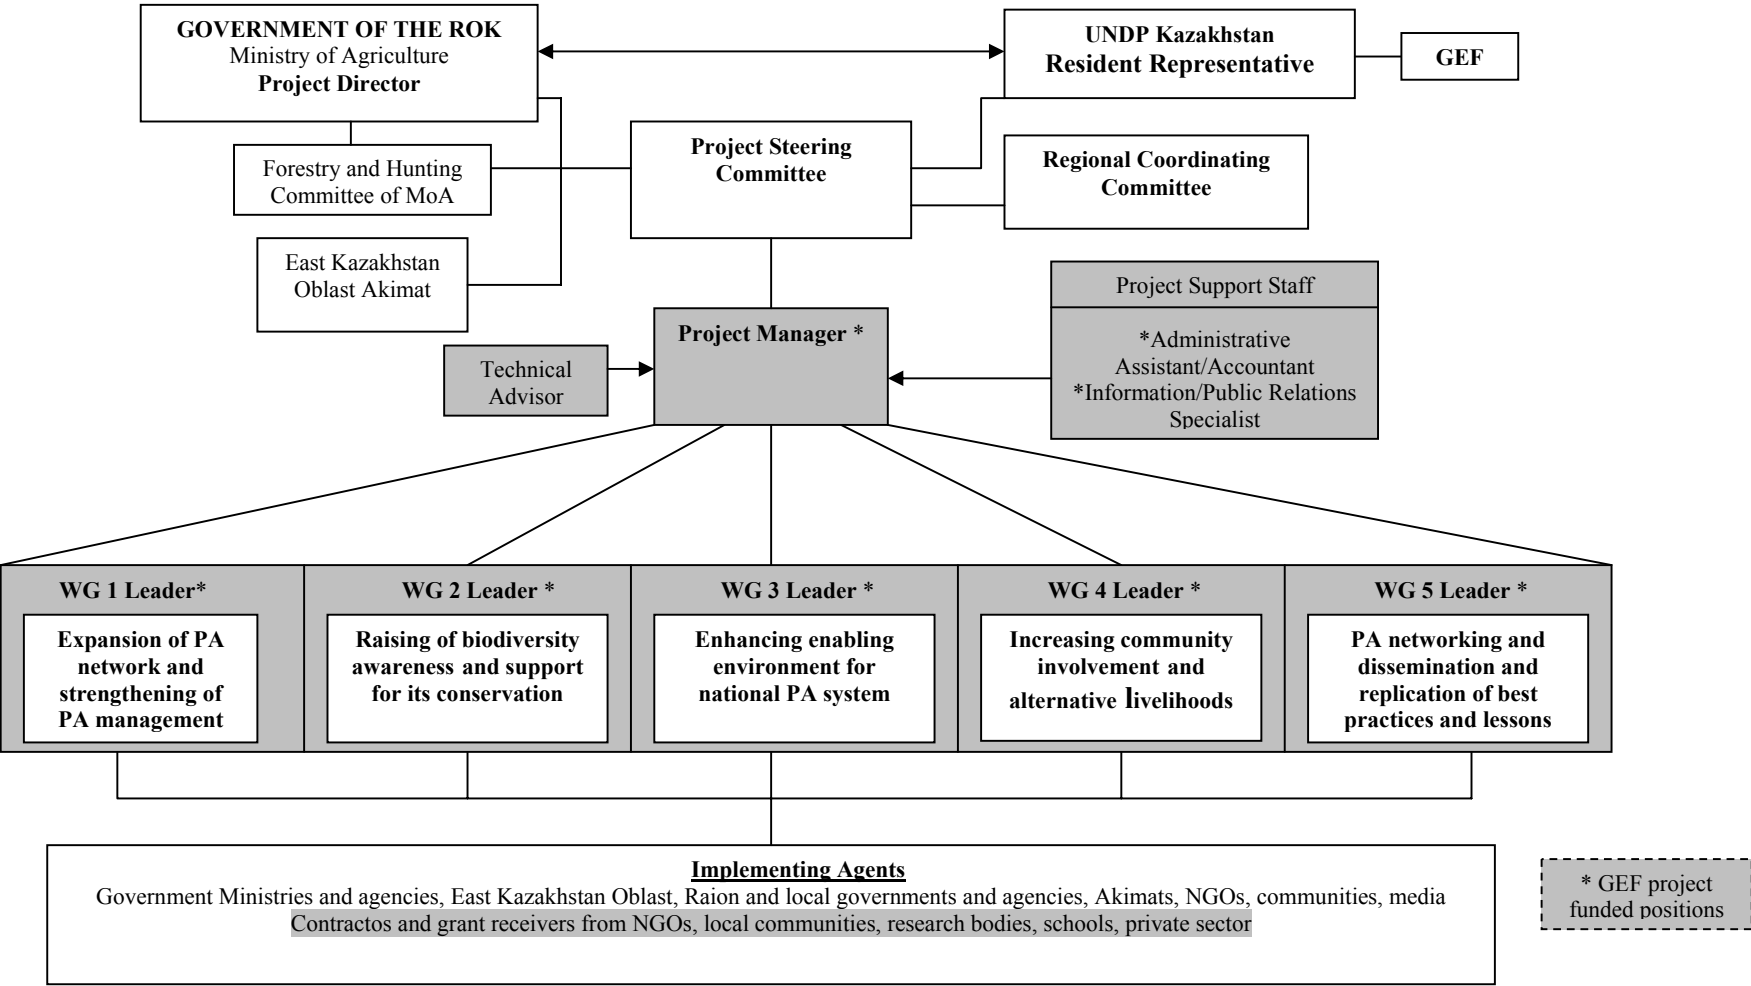 GOVERNMENT OF THE ROK
Ministry of Agriculture
Project Director
UNDP Kazakhstan
Resident Representative
GEF
Forestry and Hunting
Committee of MoA
Project Steering
Committee
Regional Coordinating
Committee
East Kazakhstan
Oblast Akimat
Project Manager *
Technical
Advisor
Project Support Staff
*Administrative
Assistant/Accountant
*Information/Public Relations
Specialist
WG 1 Leader*
Expansion of PA
network and
strengthening of
PA management
WG 2 Leader *
Raising of biodiversity
awareness and support
for its conservation
WG 3 Leader *
Enhancing enabling
environment for
national PA system
WG 4 Leader *
Increasing community
involvement and
alternative livelihoods
WG 5 Leader *
PA networking and
dissemination and
replication of best
practices and lessons
Implementing Agents
Government Ministries and agencies, East Kazakhstan Oblast, Raion and local governments and agencies, Akimats, NGOs, communities, media
Contractos and grant receivers from NGOs, local communities, research bodies, schools, private sector
* GEF project
funded positions